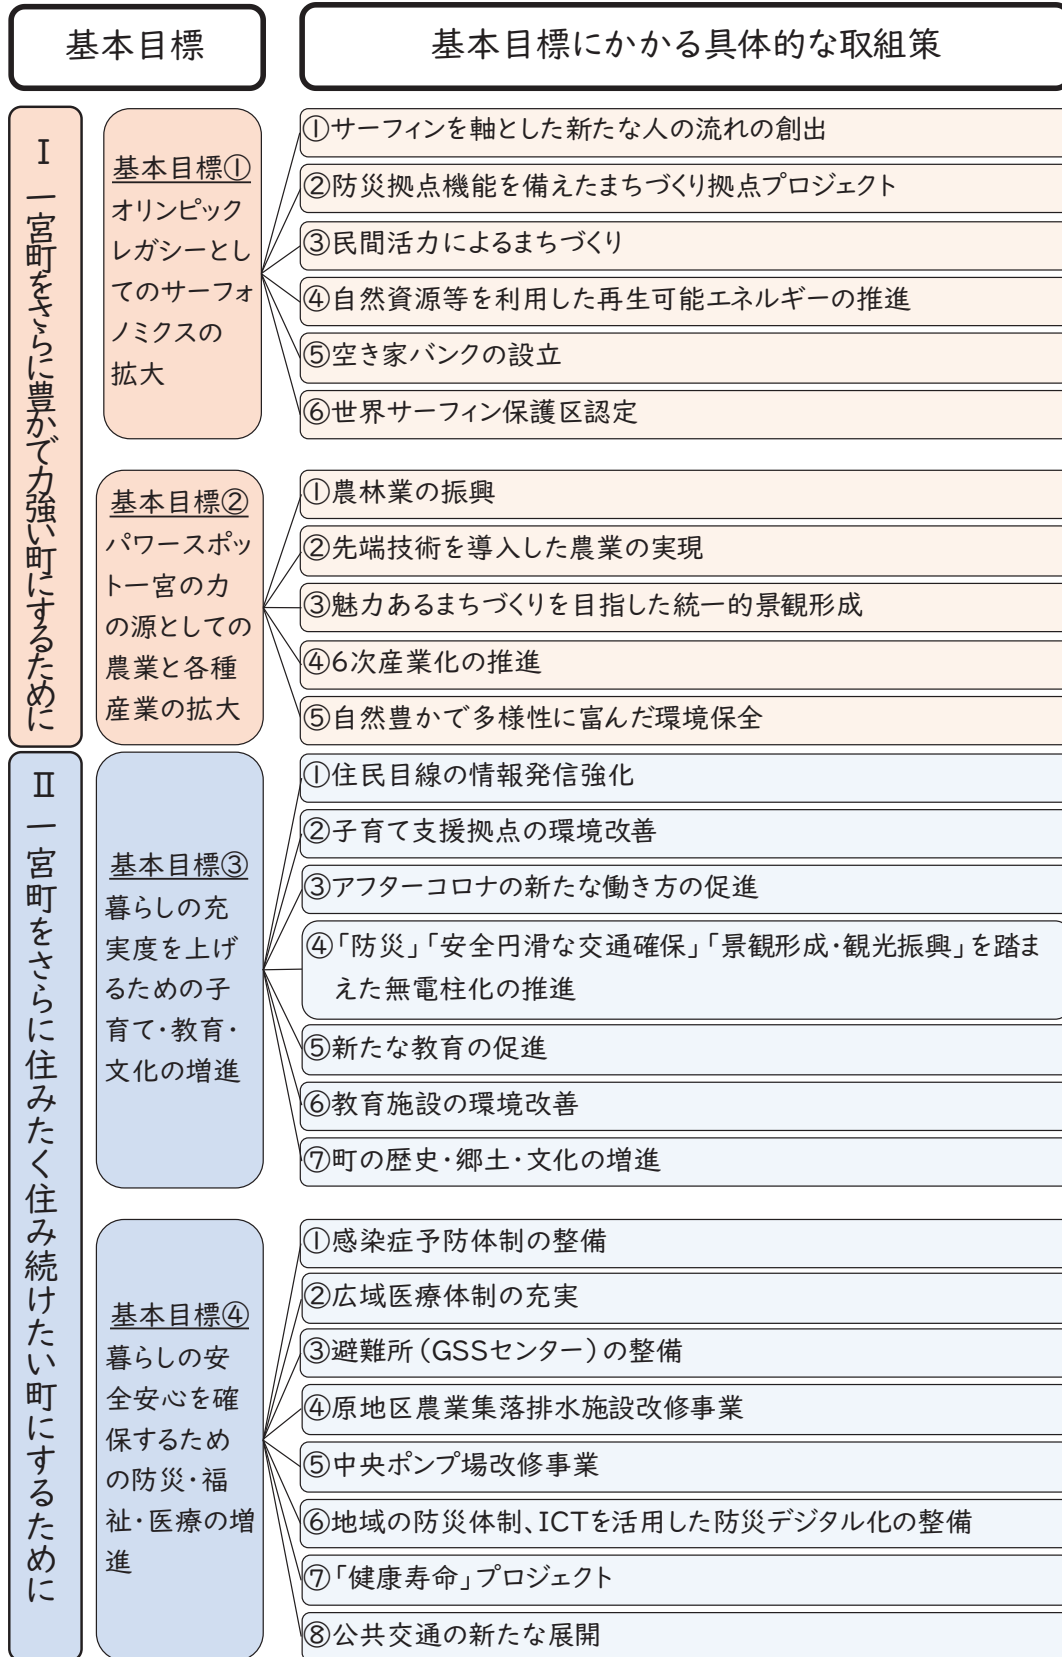 基本目標
基本目標にかかる具体的な取組策
Ⅰ 一宮町をさらに豊かで力強い町にするために
基本目標①
オリンピック
レガシーとし
てのサーフォ
ノミクスの
拡大
①サーフィンを軸とした新たな人の流れの創出
②防災拠点機能を備えたまちづくり拠点プロジェクト
③民間活力によるまちづくり
④自然資源等を利用した再生可能エネルギーの推進
⑤空き家バンクの設立
⑥世界サーフィン保護区認定
基本目標②
パワースポッ
ト一宮の力
の源としての
農業と各種
産業の拡大
①農林業の振興
②先端技術を導入した農業の実現
③魅力あるまちづくりを目指した統一的景観形成
④6次産業化の推進
⑤自然豊かで多様性に富んだ環境保全
Ⅱ 一宮町をさらに住みたく住み続けたい町にするために
基本目標③
暮らしの充
実度を上げ
るための子
育て・教育・
文化の増進
①住民目線の情報発信強化
②子育て支援拠点の環境改善
③アフターコロナの新たな働き方の促進
④「防災」「安全円滑な交通確保」「景観形成・観光振興」を踏ま
えた無電柱化の推進
⑤新たな教育の促進
⑥教育施設の環境改善
⑦町の歴史・郷土・文化の増進
基本目標④
暮らしの安
全安心を確
保するため
の防災・福
祉・医療の増
進
①感染症予防体制の整備
②広域医療体制の充実
③避難所(GSSセンター)の整備
④原地区農業集落排水施設改修事業
⑤中央ポンプ場改修事業
⑥地域の防災体制、ICTを活用した防災デジタル化の整備
⑦「健康寿命」プロジェクト
⑧公共交通の新たな展開